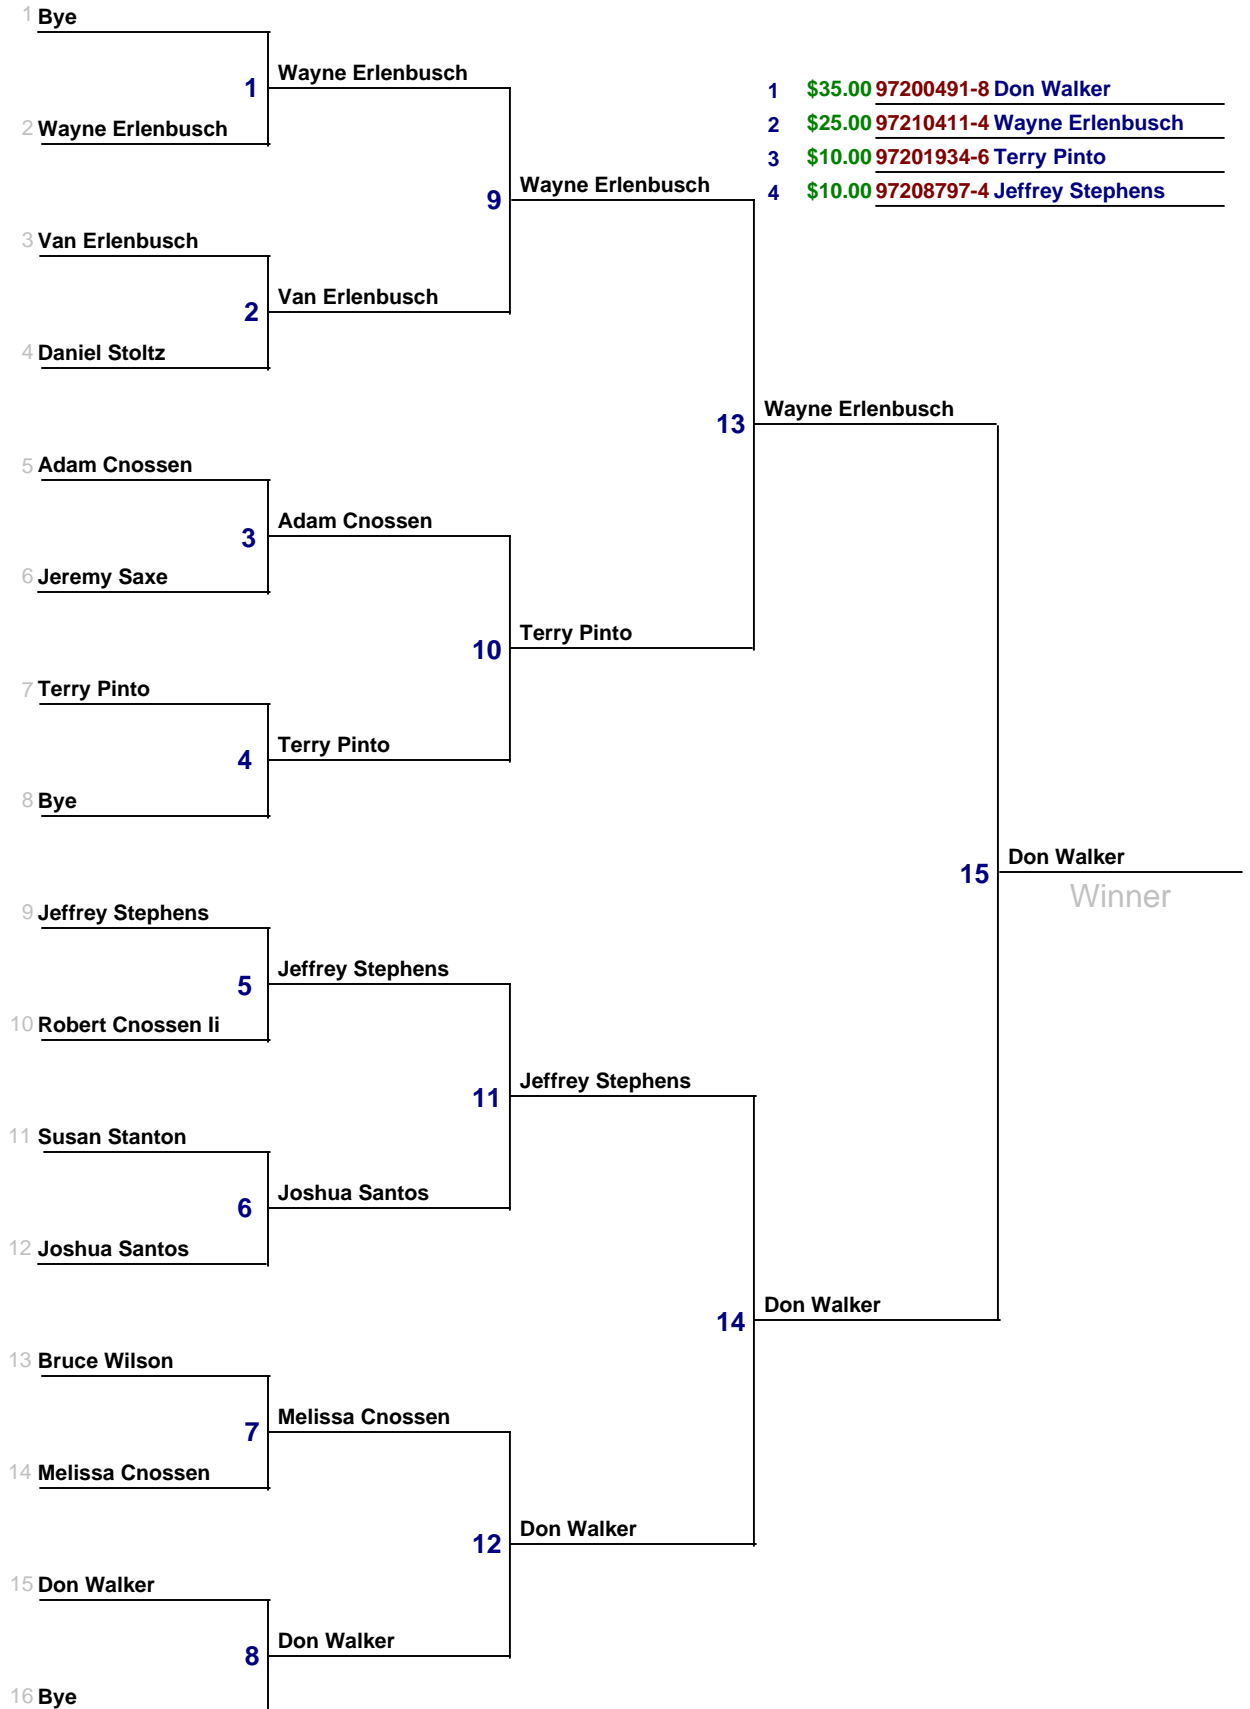 1 Bye
Wayne Erlenbusch
1
1 $35.00 97200491-8 Don Walker
2 Wayne Erlenbusch
2 $25.00 97210411-4 Wayne Erlenbusch
3 $10.00 97201934-6 Terry Pinto
Wayne Erlenbusch
9
4 $10.00 97208797-4 Jeffrey Stephens
3 Van Erlenbusch
Van Erlenbusch
2
4 Daniel Stoltz
Wayne Erlenbusch
13
5 Adam Cnossen
Adam Cnossen
3
6 Jeremy Saxe
Terry Pinto
10
7 Terry Pinto
Terry Pinto
4
8 Bye
Don Walker
15
Winner
9 Jeffrey Stephens
Jeffrey Stephens
5
10 Robert Cnossen Ii
Jeffrey Stephens
11
11 Susan Stanton
Joshua Santos
6
12 Joshua Santos
Don Walker
14
13 Bruce Wilson
Melissa Cnossen
7
14 Melissa Cnossen
Don Walker
12
15 Don Walker
Don Walker
8
16 Bye